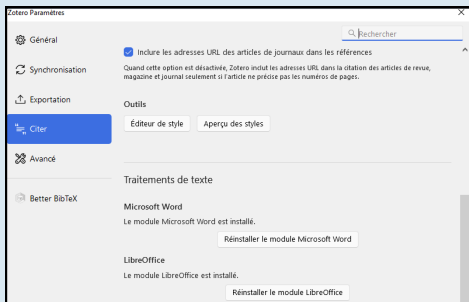 Zotero Paramètres
Rechercher
Général
Synchronisation
Exportation
Citer
Avancé
Better BibTeX
Inclure les adresses URL des articles de journaux dans les références
Quand cette option est désactivée, Zotero inclut les adresses URL dans la citation des articles de revue,
magazine et journal seulement si l'article ne précise pas les numéros de pages.
Outils
Éditeur de style
Aperçu des styles
Traitements de texte
Microsoft Word
Le module Microsoft Word est installé.
Réinstaller le module Microsoft Word
LibreOffice
Le module LibreOffice est installé.
Réinstaller le module LibreOffice